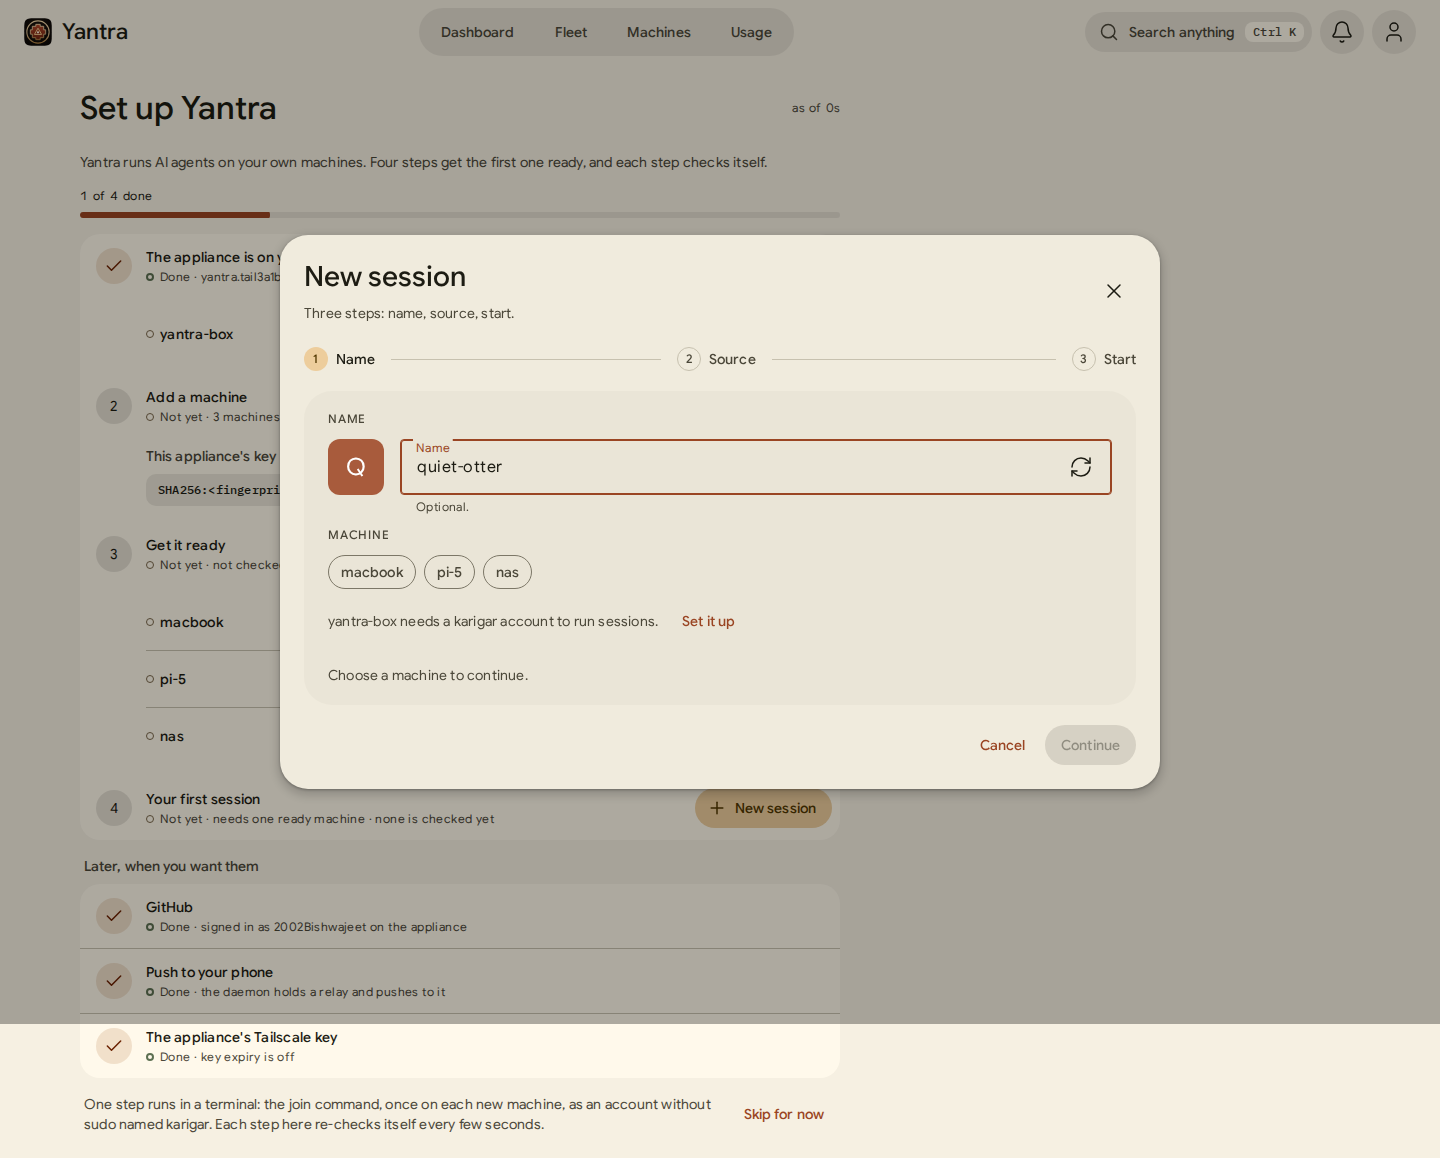 Yantra
Dashboard Fleet Machines Usage
Search anything Ctrl K
Set up Yantra
as of 0s
Yantra runs AI agents on your own machines. Four steps get the first one ready, and each step checks itself.
1 of 4 done
The appliance is on
Done · yantra.tail3a1b
yantra-box
2
Add a machine
Not yet · 3 machines
This appliance's key
SHA256:<fingerpri
3
Get it ready
Not yet · not checke
macbook
pi-5
nas
New session
Three steps: name, source, start.
1 Name
2 Source
3 Start
NAME
Q
Name
quiet-otter
Optional.
MACHINE
macbook pi-5 nas
yantra-box needs a karigar account to run sessions. Set it up
Choose a machine to continue.
Cancel Continue
4
Your first session
Not yet · needs one ready machine · none is checked yet
New session
Later, when you want them
GitHub
Done · signed in as 2002Bishwajeet on the appliance
Push to your phone
Done · the daemon holds a relay and pushes to it
The appliance's Tailscale key
Done · key expiry is off
One step runs in a terminal: the join command, once on each new machine, as an account without
sudo named karigar. Each step here re-checks itself every few seconds.
Skip for now